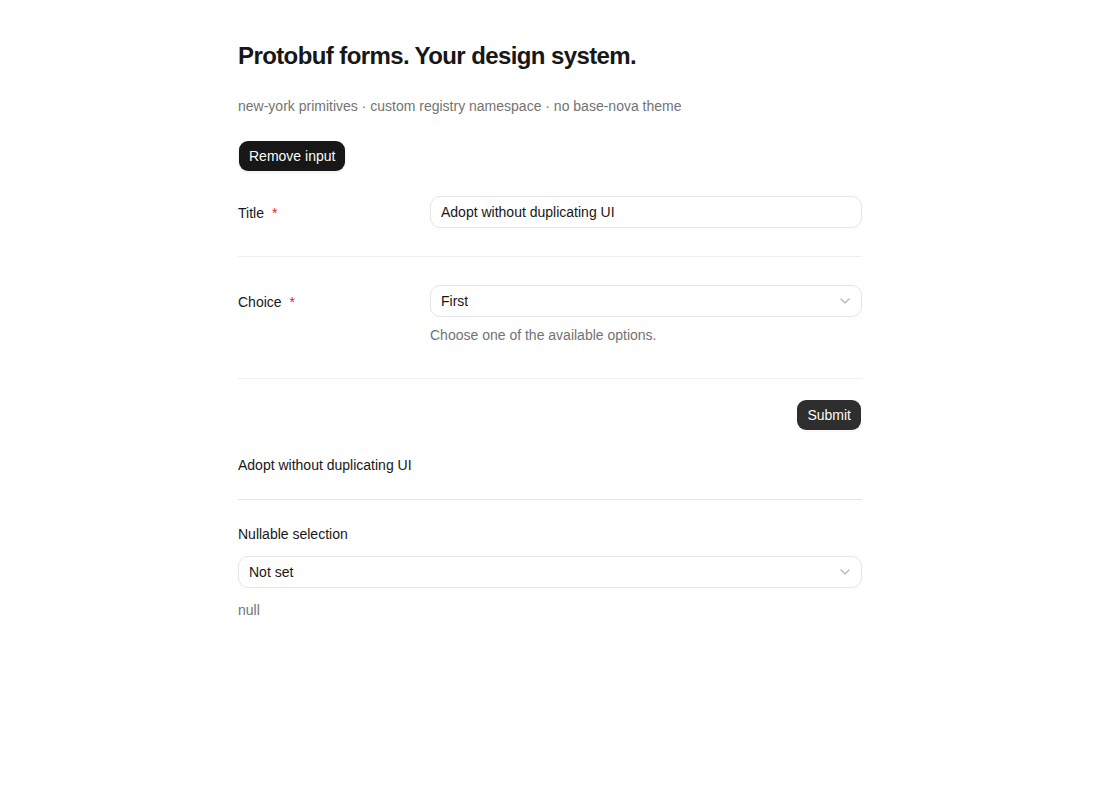 Protobuf forms. Your design system.
new-york primitives · custom registry namespace · no base-nova theme
Remove input
Title *
Adopt without duplicating UI
Choice *
First
Choose one of the available options.
Submit
Adopt without duplicating UI
Nullable selection
Not set
null